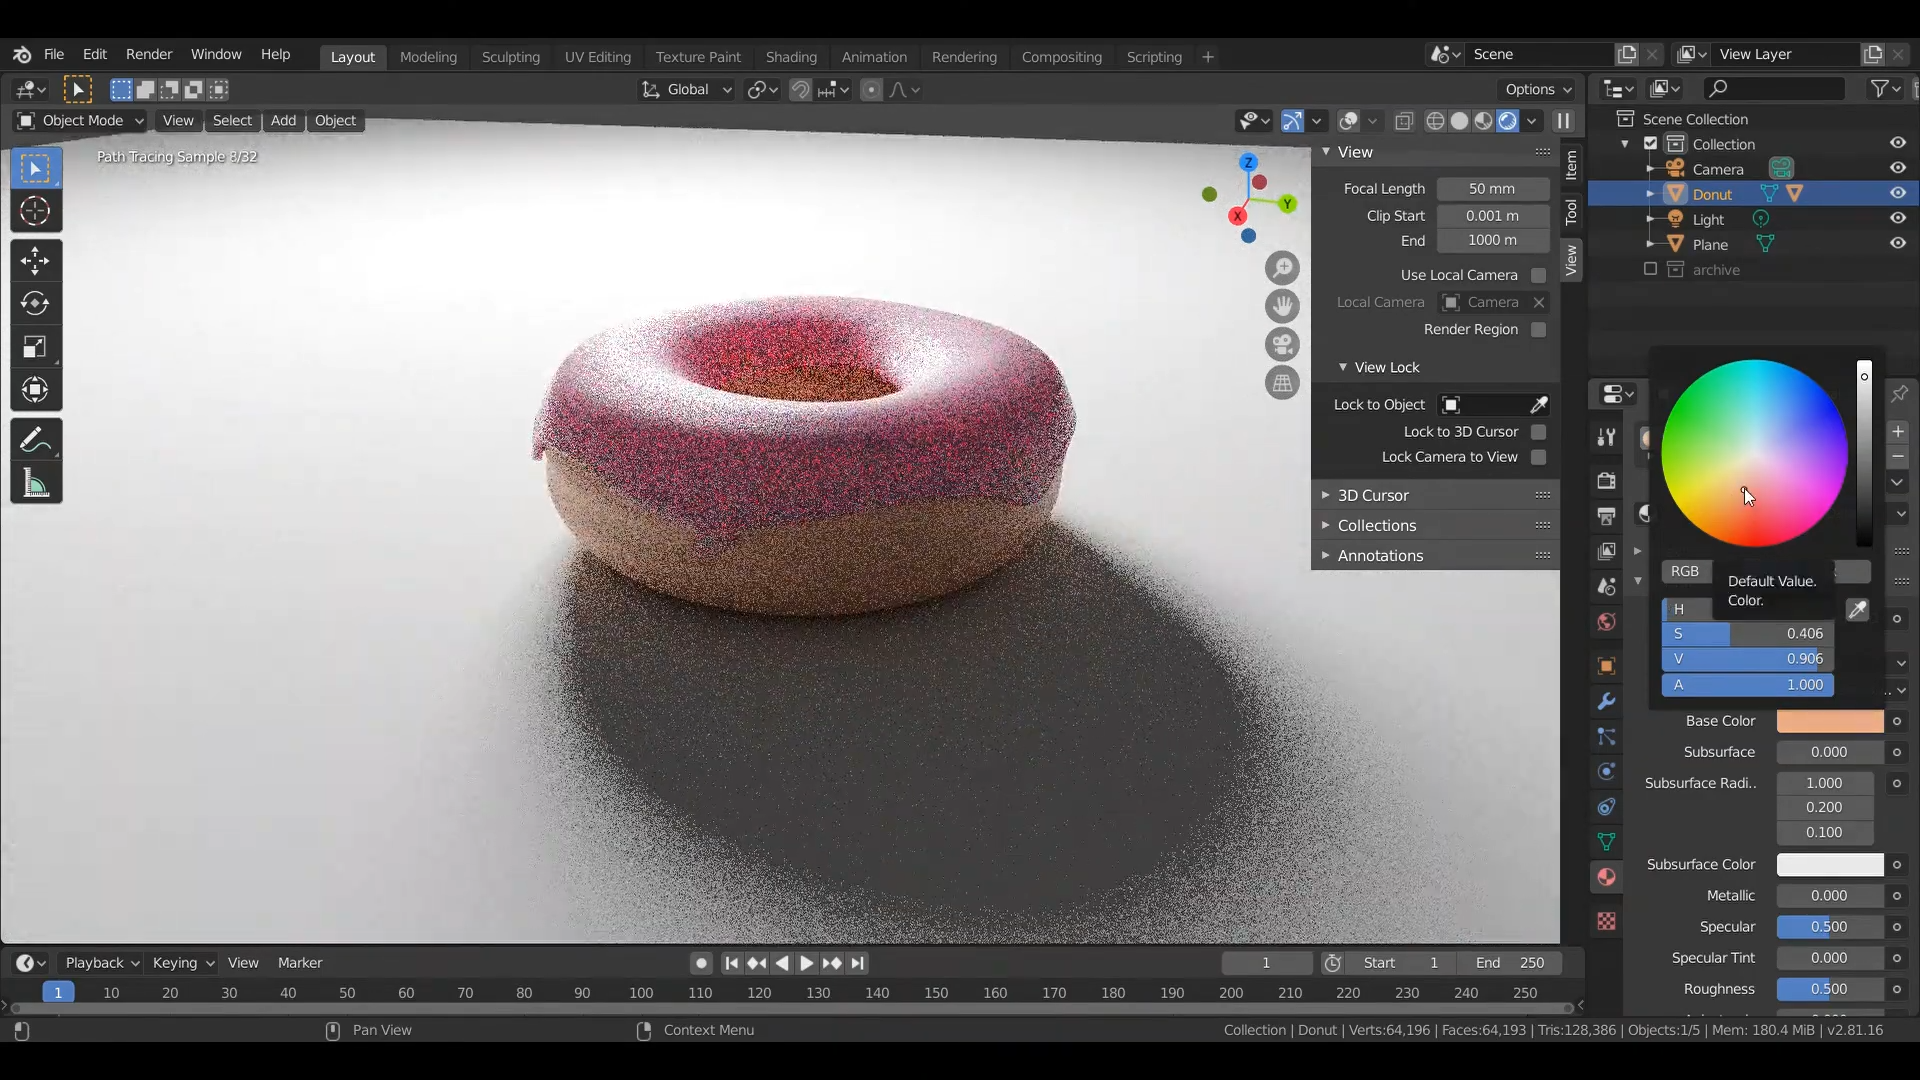 File Edit Render Window Help Layout Modeling Sculpting UV Editing Texture Paint Shading Animation Rendering Compositing Scripting + Scene View Layer
Global Options
Object Mode View Select Add Object
Path Tracing Sample 8/32
Z
Y
X
View
Focal Length 50 mm
Clip Start 0.001 m
End 1000 m
Use Local Camera
Local Camera Camera
Render Region
View Lock
Lock to Object
Lock to 3D Cursor
Lock Camera to View
3D Cursor
Collections
Annotations
Item
Tool
View
Scene Collection
Collection
Camera
Donut
Light
Plane
archive
RGB
Default Value.
Color.
H
S 0.406
V 0.906
A 1.000
Base Color
Subsurface 0.000
Subsurface Radi.. 1.000
0.200
0.100
Subsurface Color
Metallic 0.000
Specular 0.500
Specular Tint 0.000
Roughness 0.500
Playback Keying View Marker 1 Start 1 End 250
1 10 20 30 40 50 60 70 80 90 100 110 120 130 140 150 160 170 180 190 200 210 220 230 240 250
Pan View Context Menu Collection | Donut | Verts:64,196 | Faces:64,193 | Tris:128,386 | Objects:1/5 | Mem: 180.4 MiB | v2.81.16